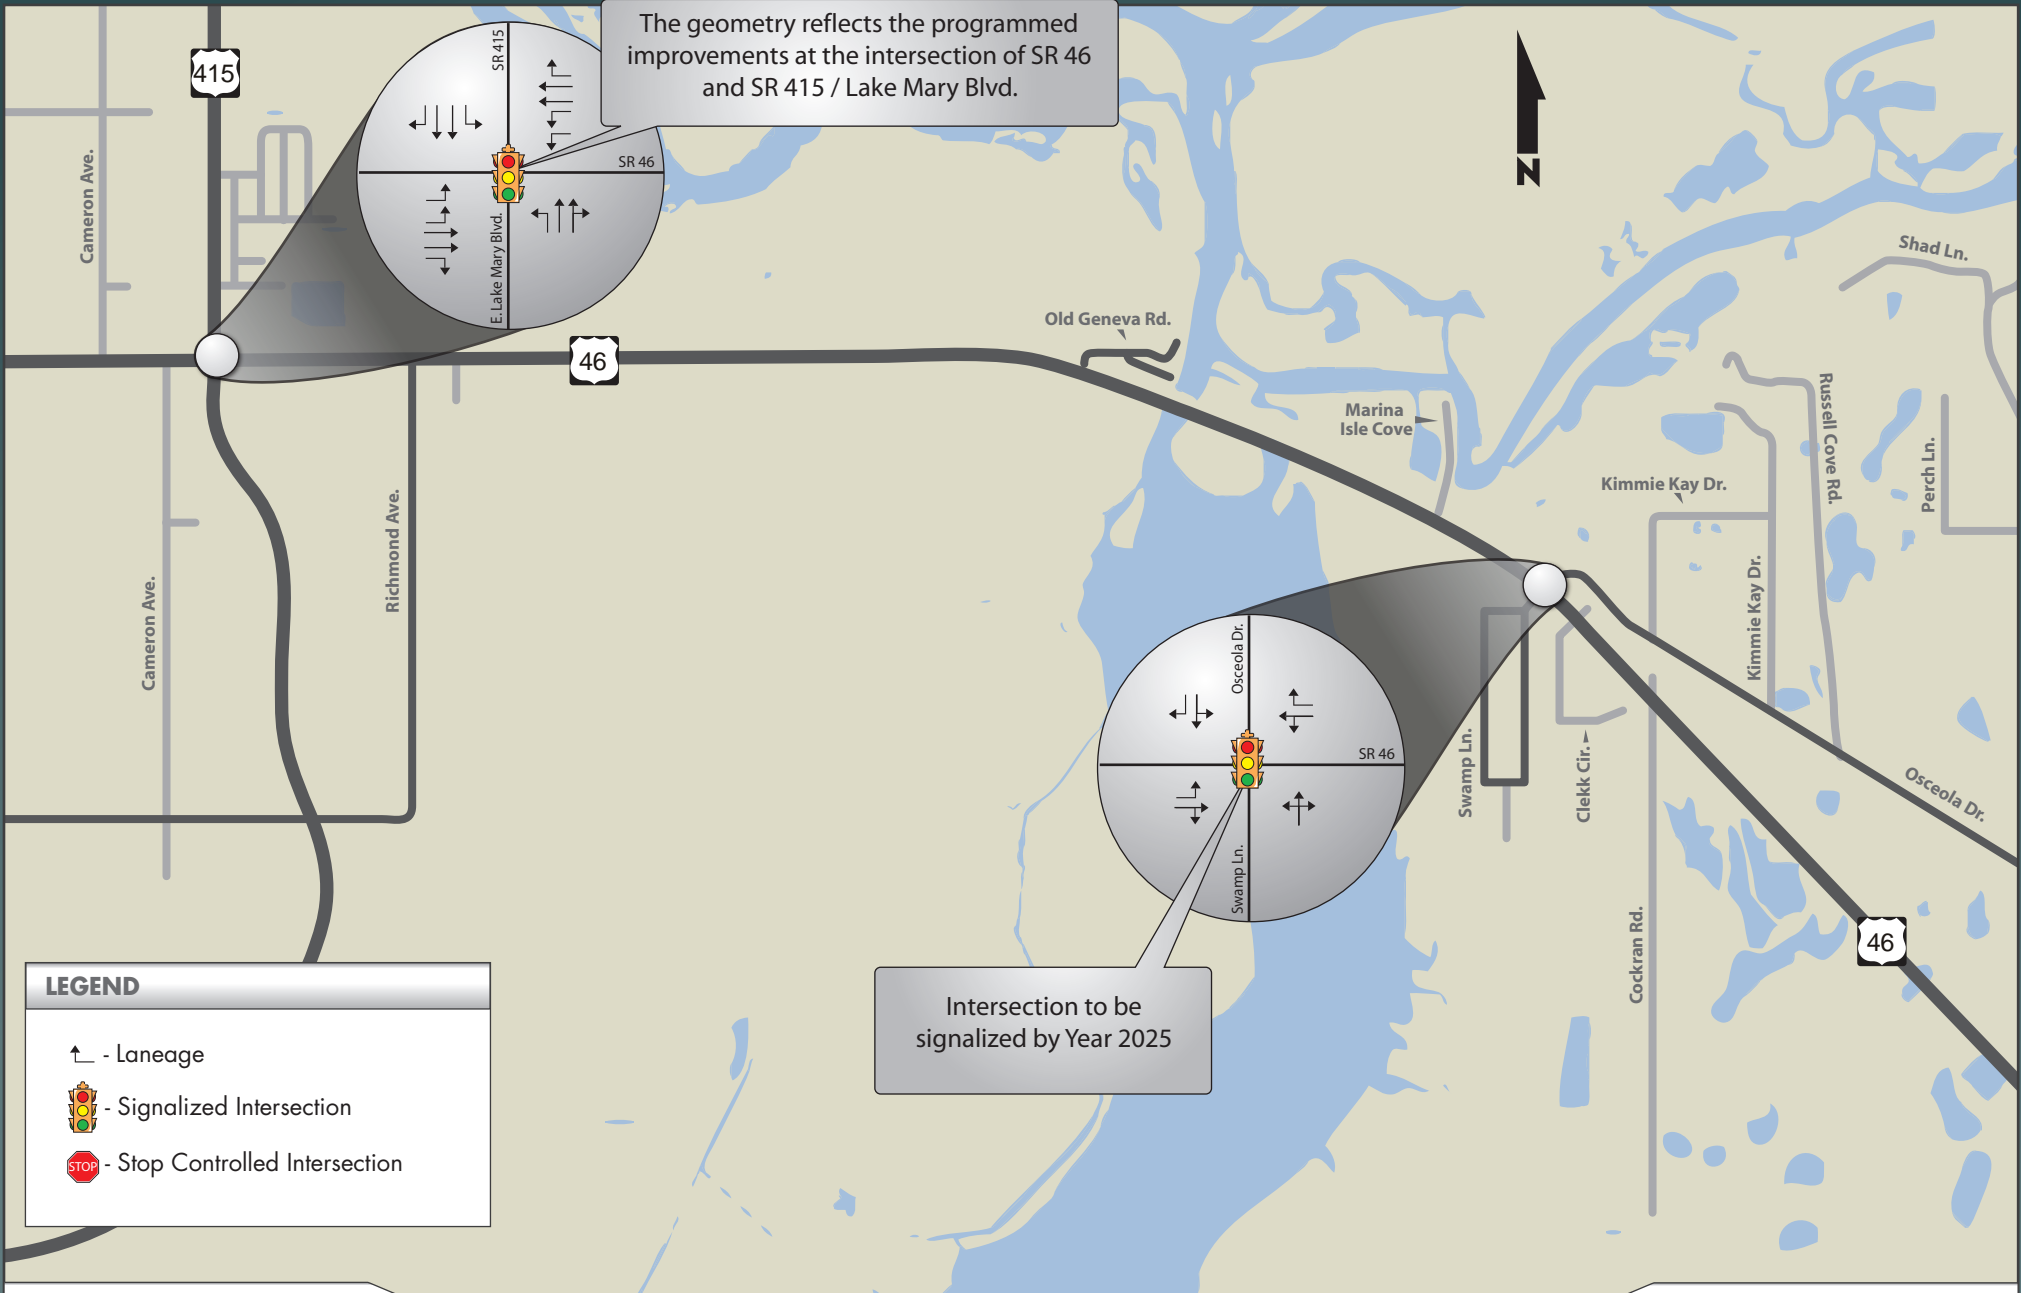 The geometry reflects the programmed
improvements at the intersection of SR 46
and SR 415 / Lake Mary Blvd.
415
SR 415
SR 46
E. Lake Mary Blvd.
N
Cameron Ave.
Shad Ln.
Old Geneva Rd.
46
Marina
Isle Cove
Russell Cove Rd.
Perch Ln.
Kimmie Kay Dr.
Richmond Ave.
Cameron Ave.
Kimmie Kay Dr.
Osceola Dr.
SR 46
Swamp Ln.
Swamp Ln.
Clekk Cir.
Osceola Dr.
Cockran Rd.
46
Intersection to be
signalized by Year 2025
LEGEND
- Laneage
- Signalized Intersection
STOP - Stop Controlled Intersection